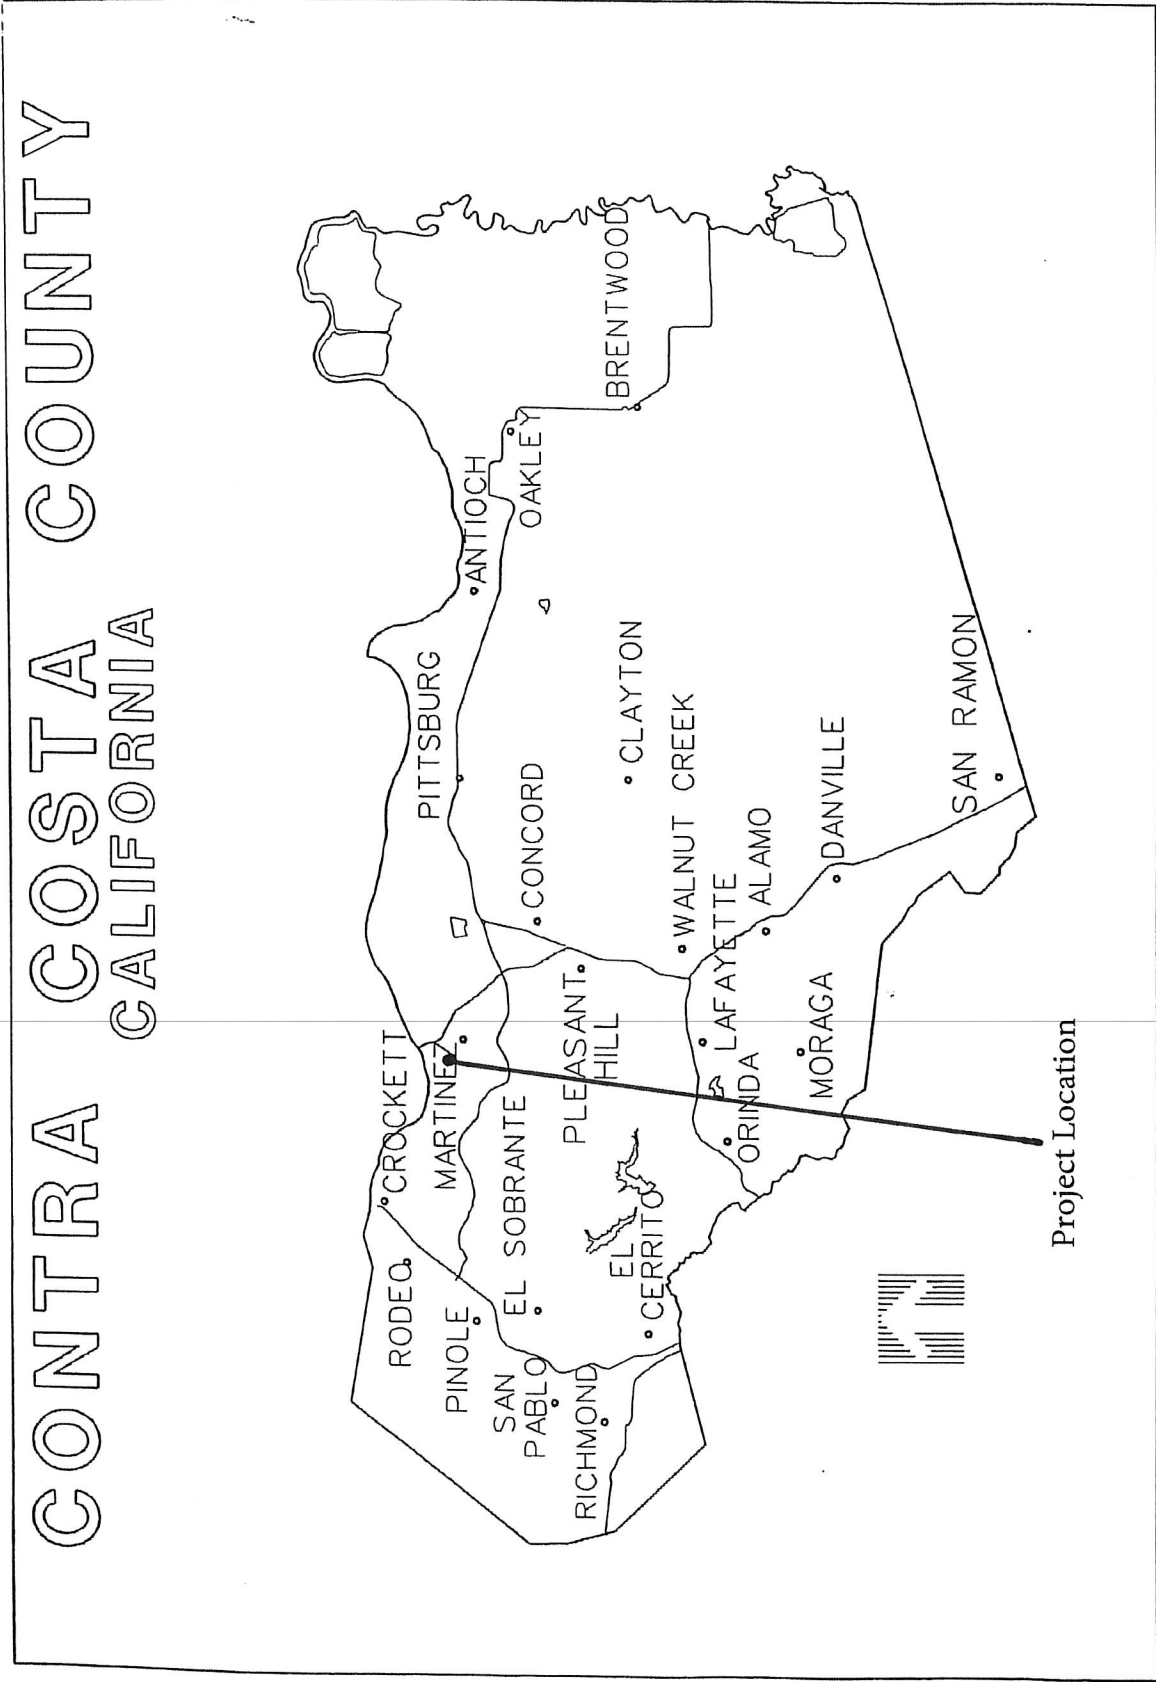 CONTRA COSTA COUNTY
CALIFORNIA
CROCKETT
RODEO
MARTINEZ
PITTSBURG
ANTIOCH
PINOLE
EL SOBRANTE
CONCORD
OAKLEY
SAN
PABLO
PLEASANT
HILL
CLAYTON
BRENTWOOD
RICHMOND
EL
CERRITO
WALNUT CREEK
LAFAYETTE
ORINDA
ALAMO
MORAGA
DANVILLE
SAN RAMON
Project Location